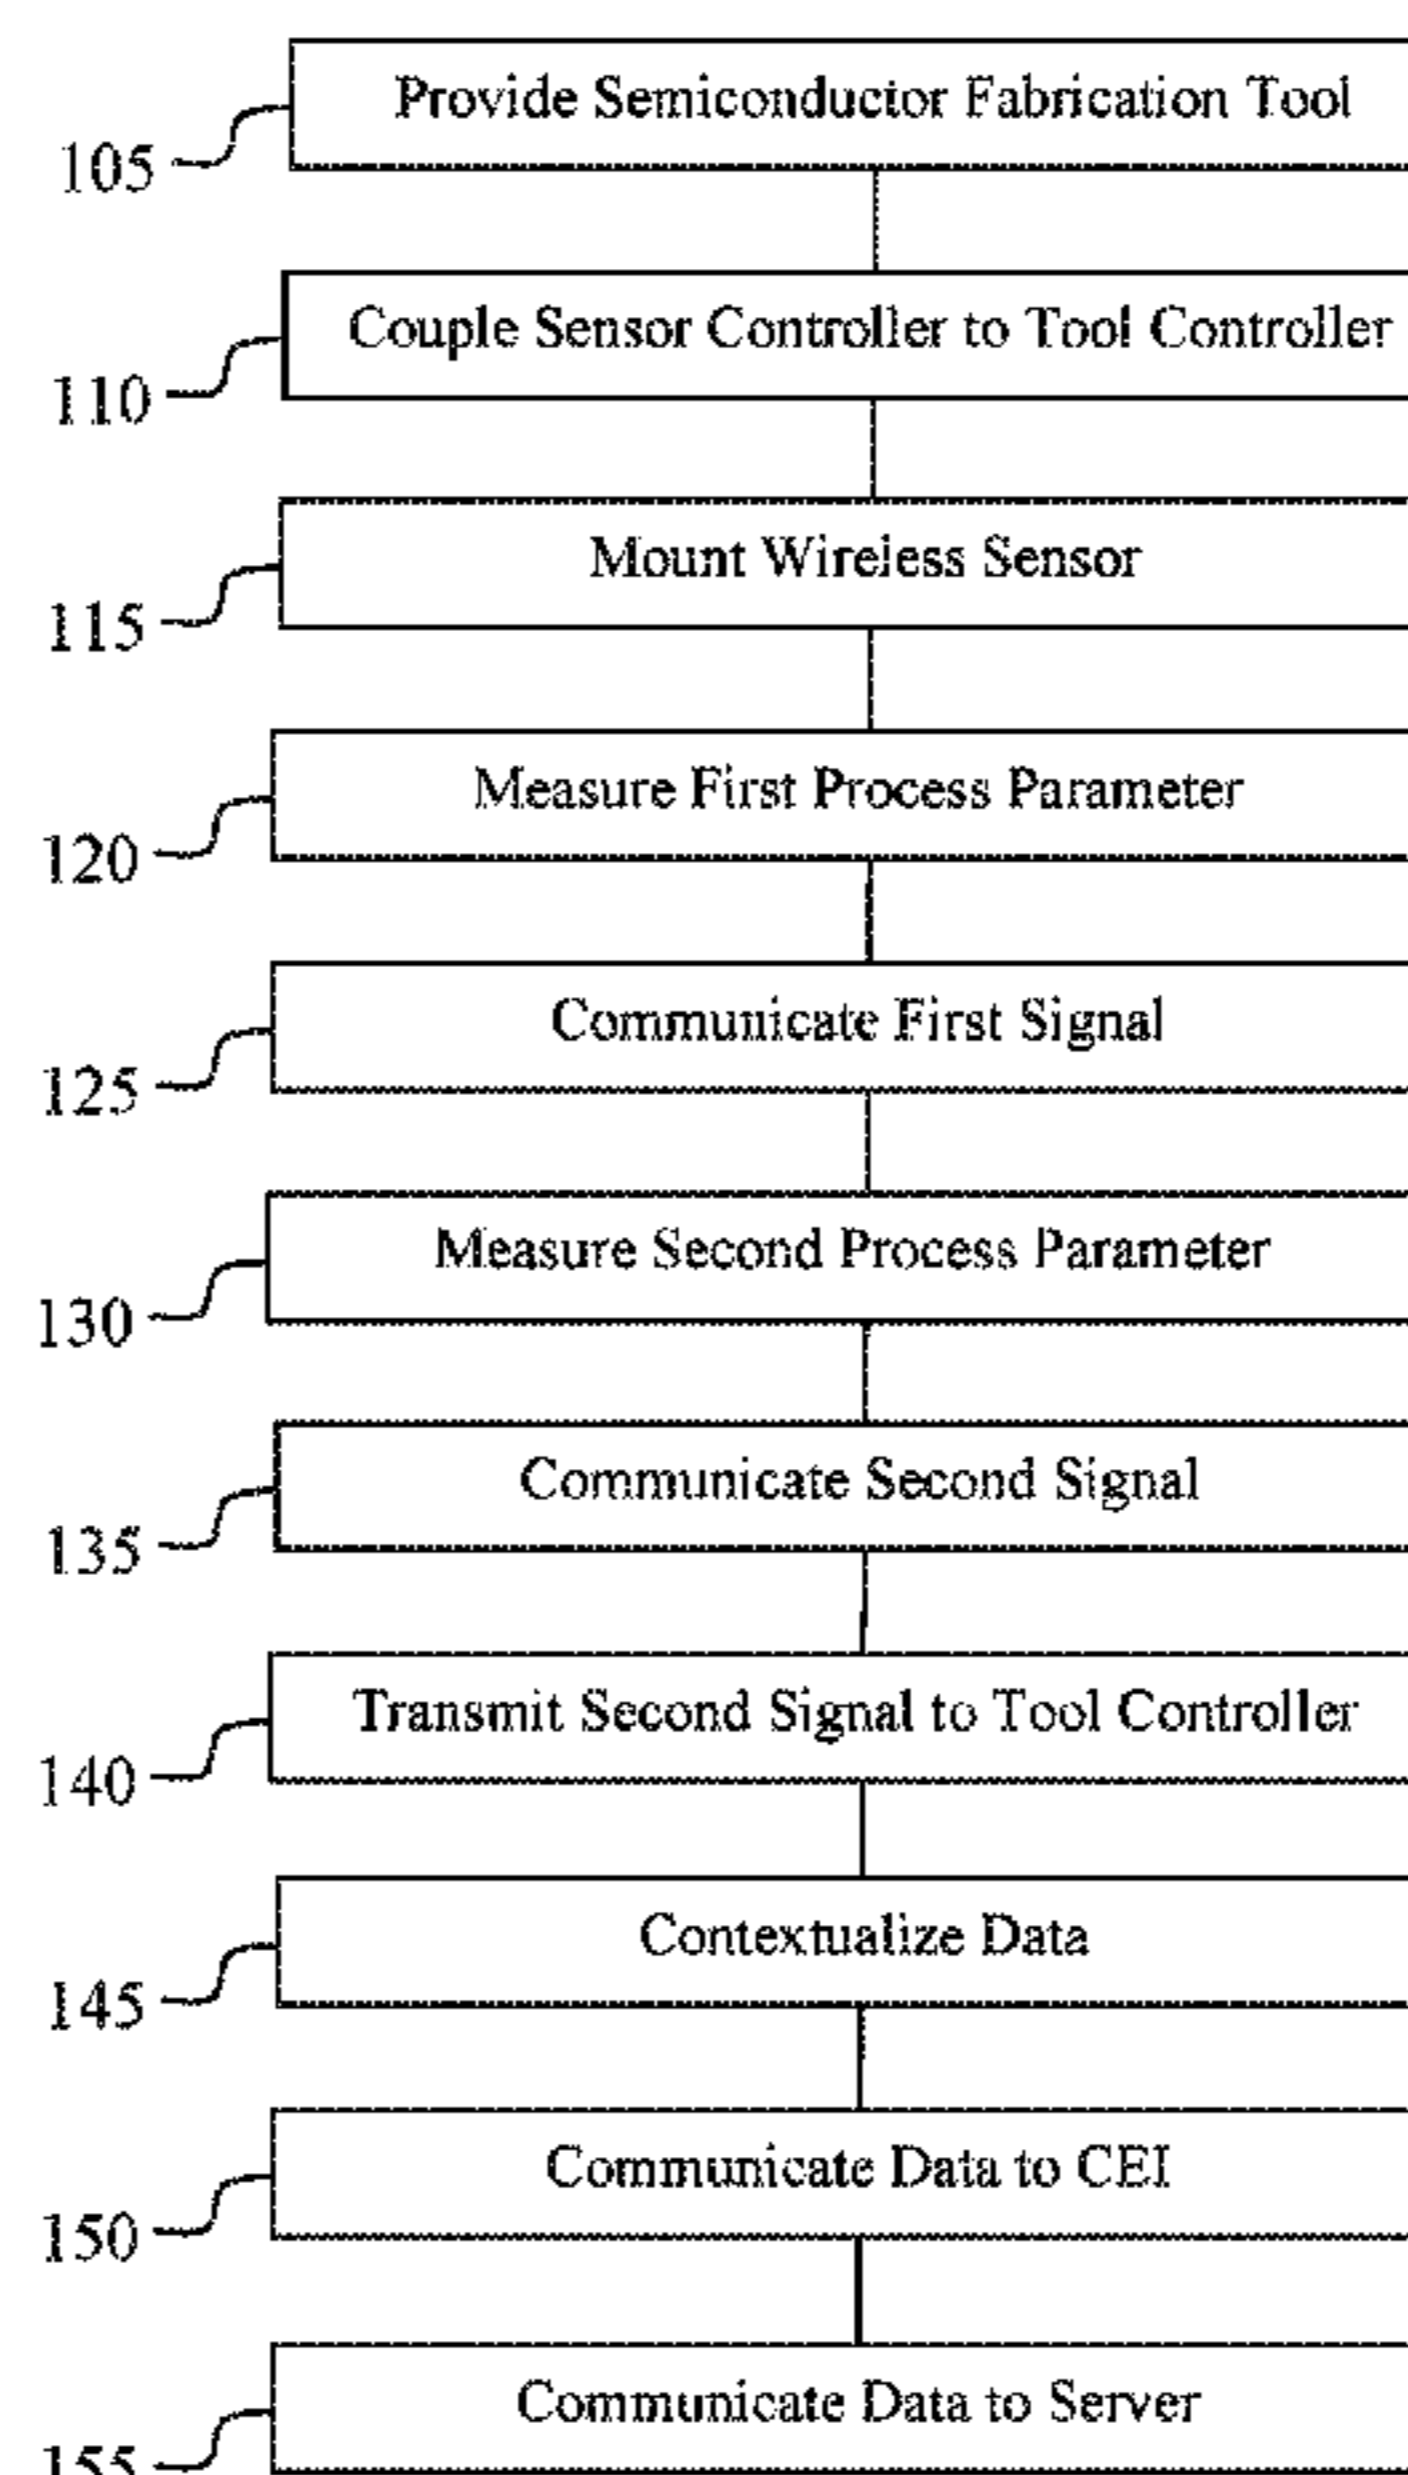 Provide Semiconductor Fabrication Tool
105
Couple Sensor Controller to Tool Controller
110
Mount Wireless Sensor
115
Measure First Process Parameter
120
Communicate First Signal
125
Measure Second Process Parameter
130
Communicate Second Signal
135
Transmit Second Signal to Tool Controller
140
Contextualize Data
145
Communicate Data to CEI
150
Communicate Data to Server
155